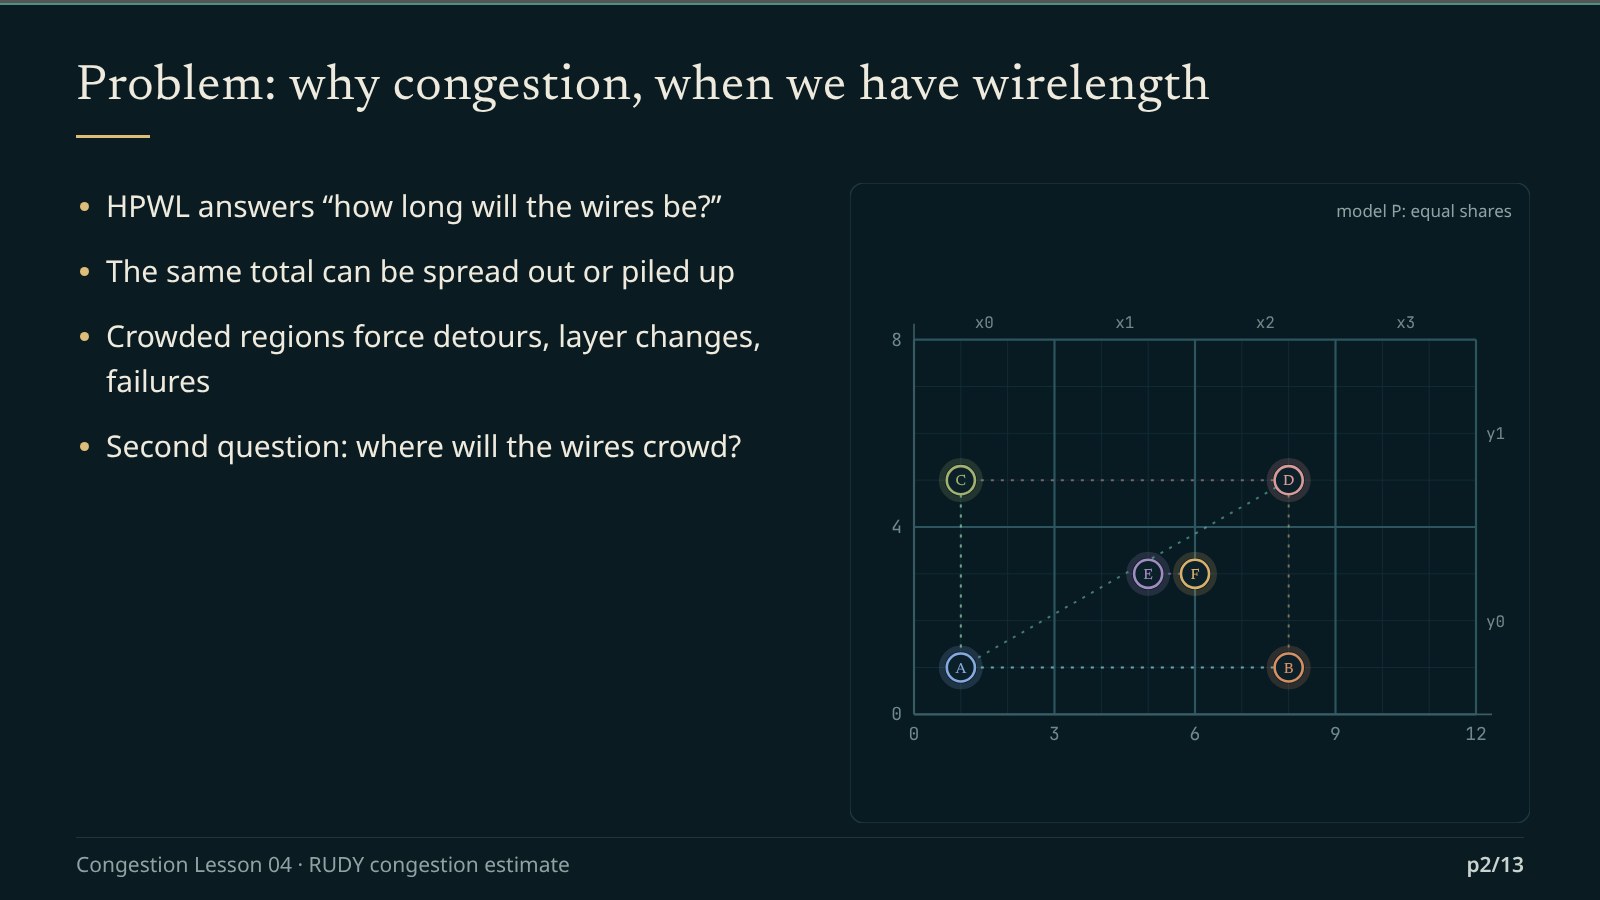 Problem: why congestion, when we have wirelength
• HPWL answers “how long will the wires be?”
• The same total can be spread out or piled up
• Crowded regions force detours, layer changes,
failures
• Second question: where will the wires crowd?
model P: equal shares
x0 x1 x2 x3
8
y1
C D
4
E F
y0
A B
0
0 3 6 9 12
Congestion Lesson 04 · RUDY congestion estimate
p2/13